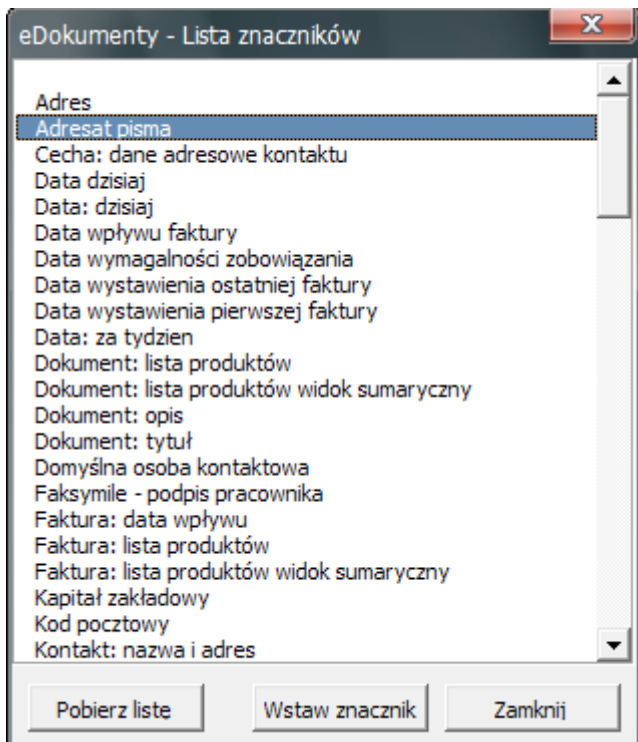 eDokumenty - Lista znaczników
Adres
Adresat pisma
Cecha: dane adresowe kontaktu
Data dzisiaj
Data: dzisiaj
Data wpływu faktury
Data wymagalności zobowiązania
Data wystawienia ostatniej faktury
Data wystawienia pierwszej faktury
Data: za tydzien
Dokument: lista produktów
Dokument: lista produktów widok sumaryczny
Dokument: opis
Dokument: tytuł
Domyślna osoba kontaktowa
Faksymile - podpis pracownika
Faktura: data wpływu
Faktura: lista produktów
Faktura: lista produktów widok sumaryczny
Kapitał zakładowy
Kod pocztowy
Kontakt: nazwa i adres
Pobierz listę Wstaw znacznik Zamknij